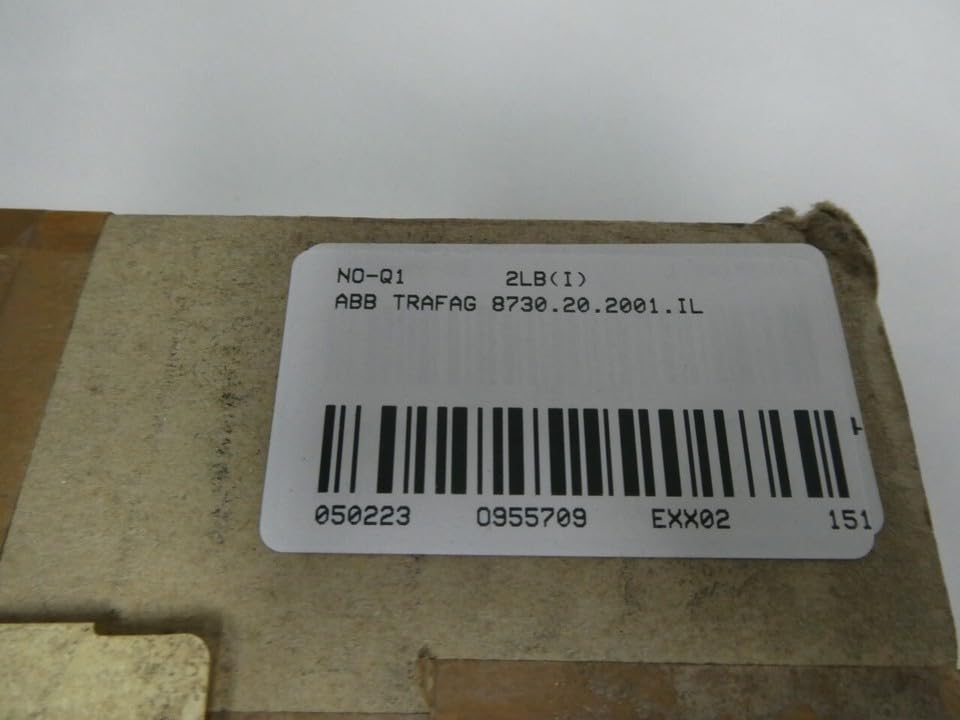 NO-Q1 2LB(I)
ABB TRAFAG 8730.20.2001.IL
050223 0955709 EXX02 151